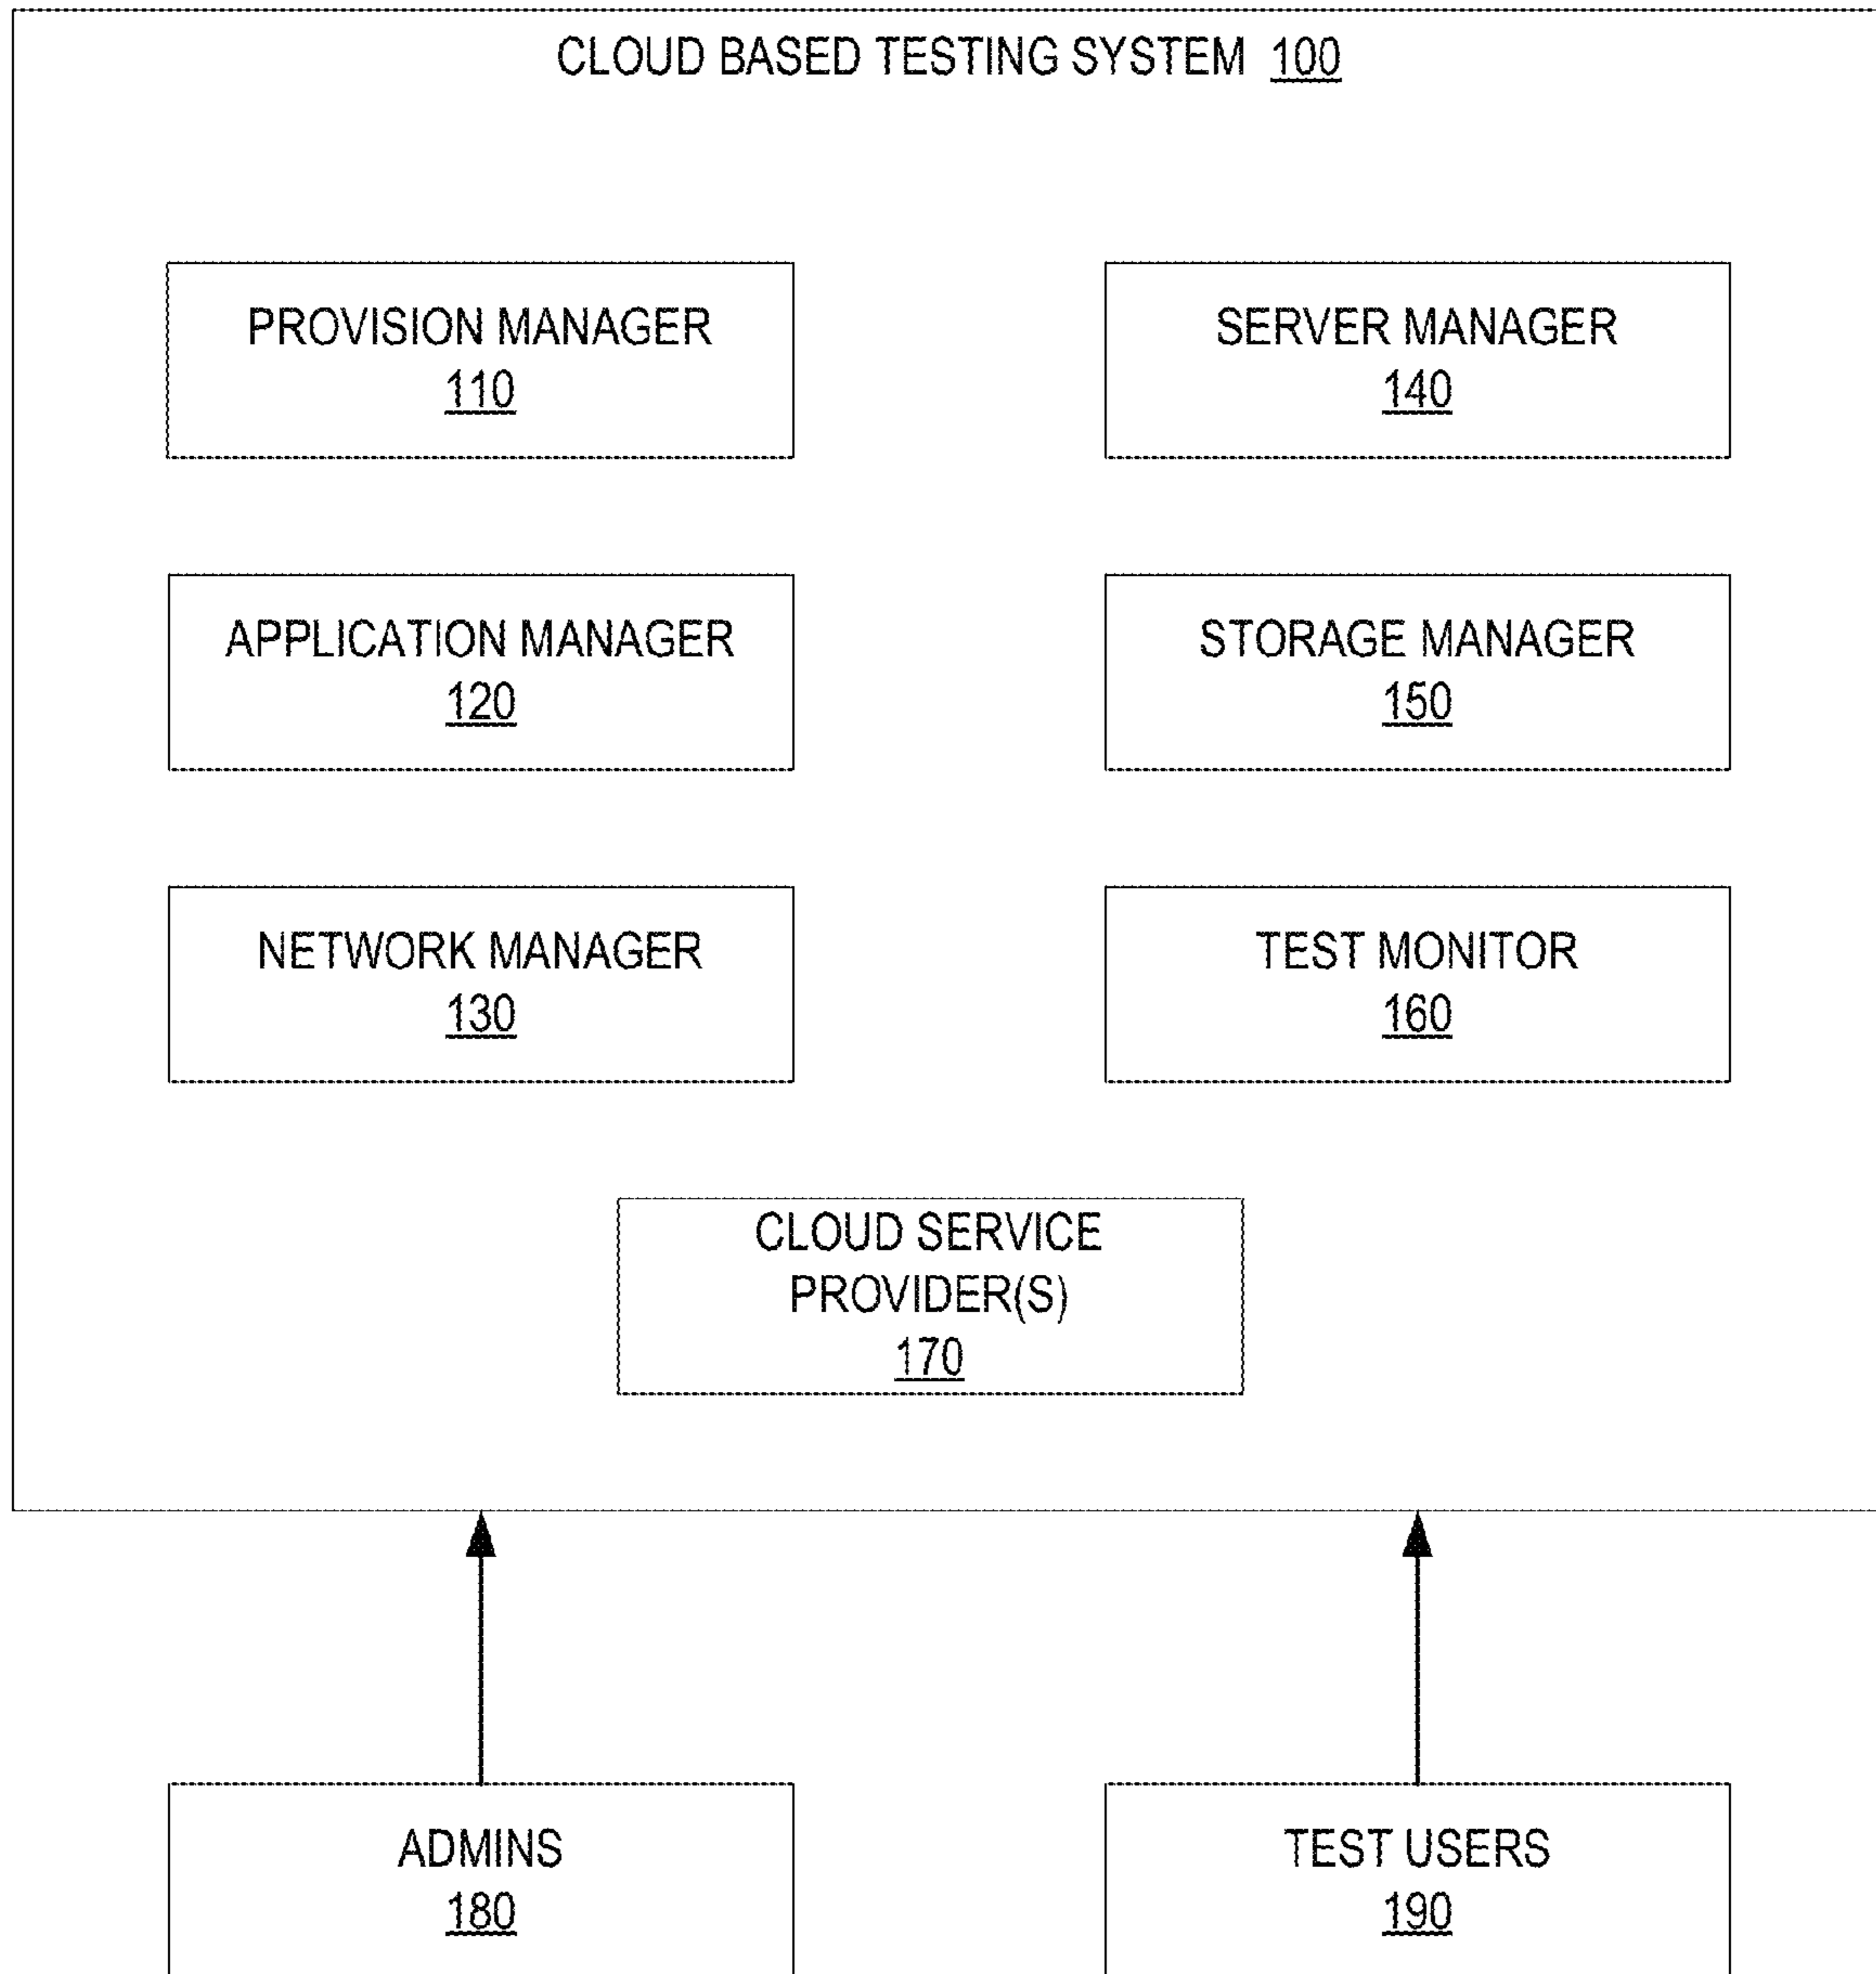 CLOUD BASED TESTING SYSTEM 100
PROVISION MANAGER
110
SERVER MANAGER
140
APPLICATION MANAGER
120
STORAGE MANAGER
150
NETWORK MANAGER
130
TEST MONITOR
160
CLOUD SERVICE
PROVIDER(S)
170
ADMINS
180
TEST USERS
190